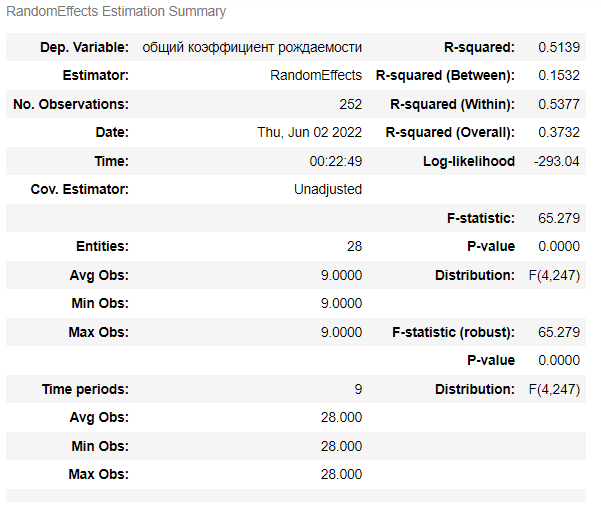 RandomEffects Estimation Summary
Dep. Variable: общий коэффициент рождаемости R-squared: 0.5139
Estimator: RandomEffects R-squared (Between): 0.1532
No. Observations: 252 R-squared (Within): 0.5377
Date: Thu, Jun 02 2022 R-squared (Overall): 0.3732
Time: 00:22:49 Log-likelihood -293.04
Cov. Estimator: Unadjusted
F-statistic: 65.279
Entities: 28 P-value 0.0000
Avg Obs: 9.0000 Distribution: F(4,247)
Min Obs: 9.0000
Max Obs: 9.0000 F-statistic (robust): 65.279
P-value 0.0000
Time periods: 9 Distribution: F(4,247)
Avg Obs: 28.000
Min Obs: 28.000
Max Obs: 28.000